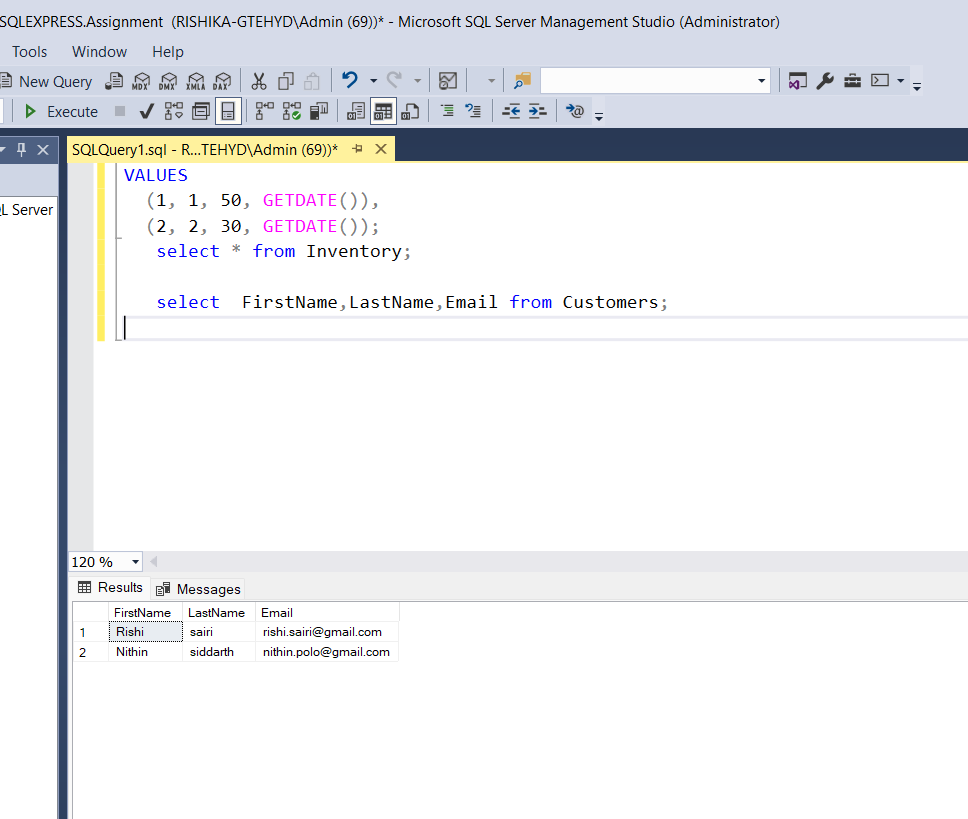 SQLEXPRESS.Assignment (RISHIKA-GTEHYD\Admin (69))* - Microsoft SQL Server Management Studio (Administrator)
Tools Window Help
New Query MDX DMX XMLA DAX
Execute
SQLQuery1.sql - R...TEHYD\Admin (69))*
L Server
VALUES
(1, 1, 50, GETDATE()),
(2, 2, 30, GETDATE());
select * from Inventory;
select FirstName,LastName,Email from Customers;
120 %
Results Messages
FirstName LastName Email
1 Rishi sairi rishi.sairi@gmail.com
2 Nithin siddarth nithin.polo@gmail.com